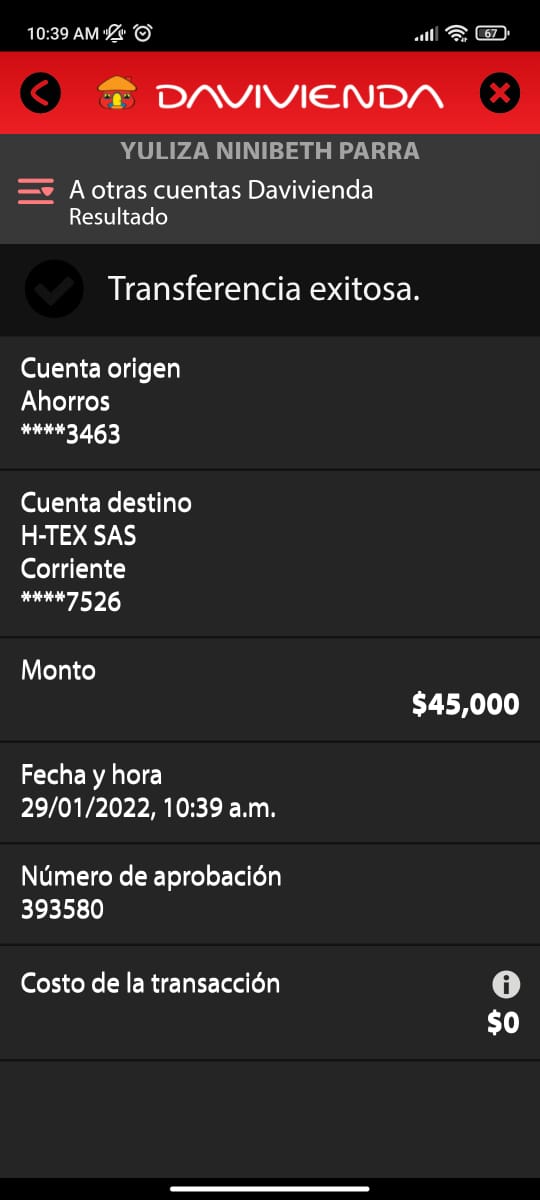 10:39 AM
67
DAVIVIENDA
YULIZA NINIBETH PARRA
A otras cuentas Davivienda
Resultado
Transferencia exitosa.
Cuenta origen
Ahorros
****3463
Cuenta destino
H-TEX SAS
Corriente
****7526
Monto
$45,000
Fecha y hora
29/01/2022, 10:39 a.m.
Número de aprobación
393580
Costo de la transacción
$0